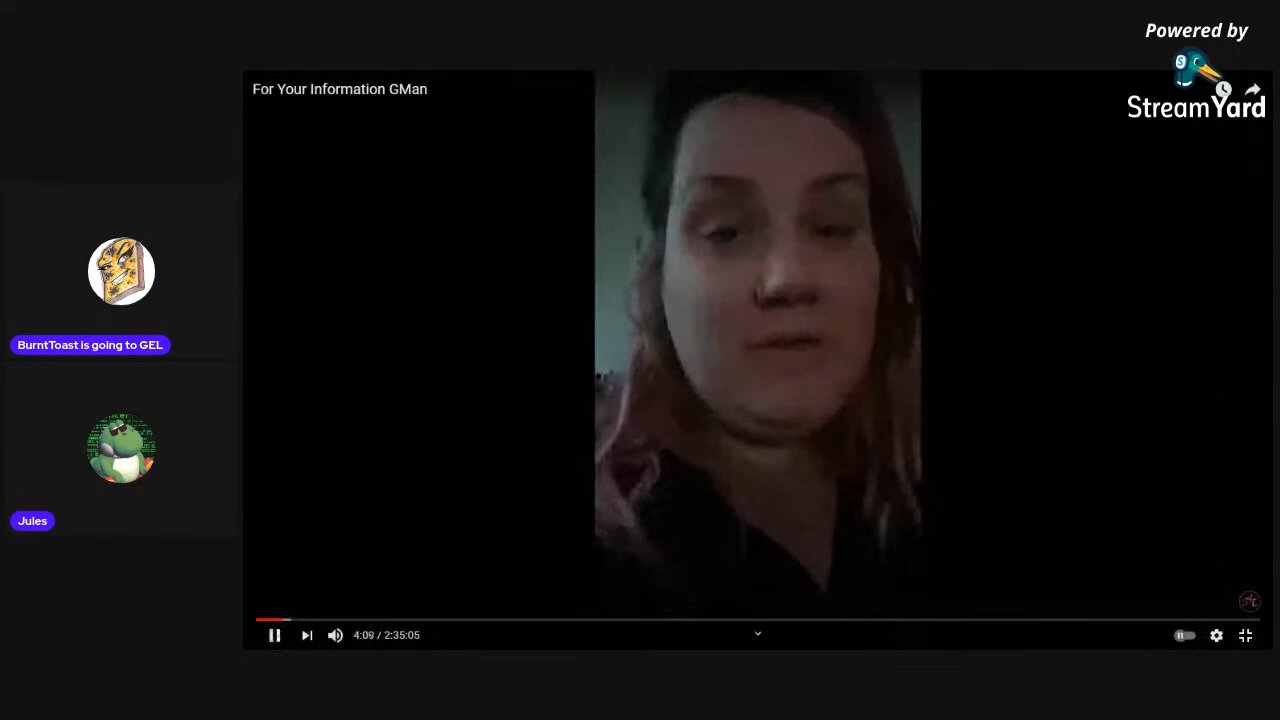 Powered by
StreamYard
For Your Information GMan
BurntToast is going to GEL
Jules
4:09 / 2:35:05